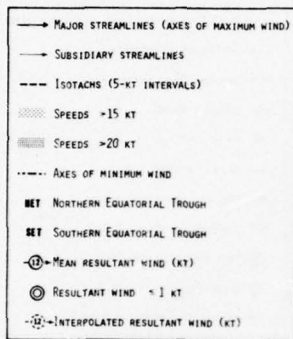 MAJOR STREAMLINES (AXES OF MAXIMUM WIND)
SUBSIDIARY STREAMLINES
ISOTACHS (5-KT INTERVALS)
SPEEDS >15 KT
SPEEDS >20 KT
AXES OF MINIMUM WIND
NET NORTHERN EQUATORIAL TROUGH
SET SOUTHERN EQUATORIAL TROUGH
12 MEAN RESULTANT WIND (KT)
RESULTANT WIND ≤ 1 KT
12 INTERPOLATED RESULTANT WIND (KT)